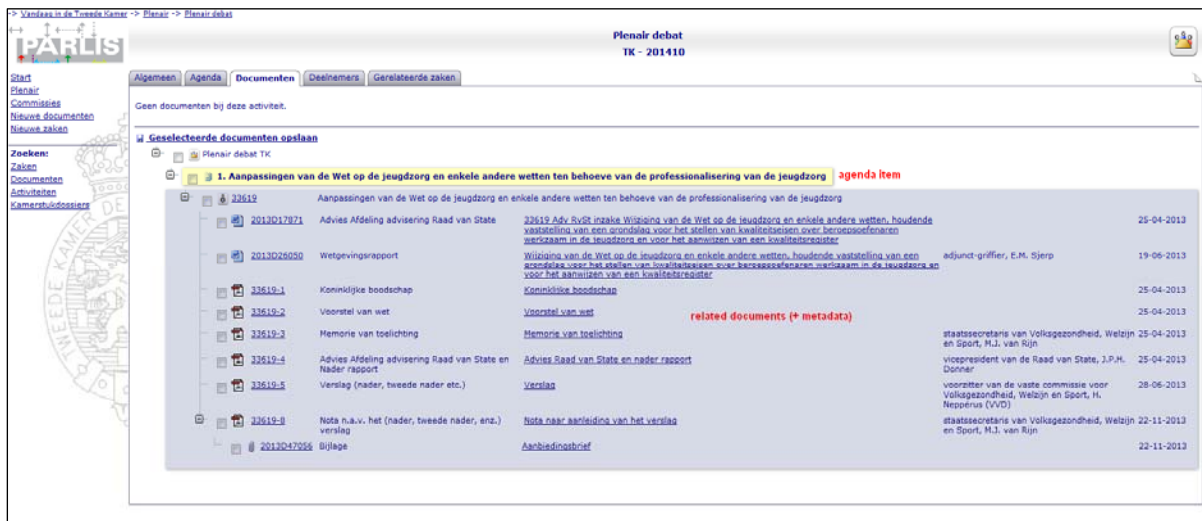 -> Vandaag in de Tweede Kamer -> Plenair -> Plenair debat
PARLIS
Plenair debat
TK - 201410
Start
Plenair
Commissies
Nieuwe documenten
Nieuwe zaken
Zoeken:
Zaken
Documenten
Activiteiten
Kamerstukdossiers
TWEEDE KAMER DE
Algemeen Agenda Documenten Deelnemers Gerelateerde zaken
Geen documenten bij deze activiteit.
Geselecteerde documenten opslaan
Plenair debat TK
1. Aanpassingen van de Wet op de jeugdzorg en enkele andere wetten ten behoeve van de professionalisering van de jeugdzorg agenda item
33619 Aanpassingen van de Wet op de jeugdzorg en enkele andere wetten ten behoeve van de professionalisering van de jeugdzorg
2013D17871 Advies Afdeling advisering Raad van State 33619 Adv RvSt inzake Wijziging van de Wet op de jeugdzorg en enkele andere wetten, houdende 25-04-2013
vaststelling van een grondslag voor het stellen van kwaliteitseisen over beroepsoefenaren
werkzaam in de jeugdzorg en voor het aanwijzen van een kwaliteitsregister
2013D26050 Wetgevingsrapport Wijziging van de Wet op de jeugdzorg en enkele andere wetten, houdende vaststelling van een adjunct-griffier, E.M. Sjerp 19-06-2013
grondslag voor het stellen van kwaliteitseisen over beroepsoefenaren werkzaam in de jeugdzorg en
voor het aanwijzen van een kwaliteitsregister
33619-1 Koninklijke boodschap Koninklijke boodschap 25-04-2013
33619-2 Voorstel van wet Voorstel van wet 25-04-2013
related documents (+ metadata)
33619-3 Memorie van toelichting Memorie van toelichting staatssecretaris van Volksgezondheid, Welzijn 25-04-2013
en Sport, M.J. van Rijn
33619-4 Advies Afdeling advisering Raad van State en Advies Raad van State en nader rapport vicepresident van de Raad van State, J.P.H. 25-04-2013
Nader rapport Donner
33619-5 Verslag (nader, tweede nader etc.) Verslag voorzitter van de vaste commissie voor 28-06-2013
Volksgezondheid, Welzijn en Sport, H.
Neppérus (VVD)
33619-8 Nota n.a.v. het (nader, tweede nader, enz.) Nota naar aanleiding van het verslag staatssecretaris van Volksgezondheid, Welzijn 22-11-2013
verslag en Sport, M.J. van Rijn
2013D47056 Bijlage Aanbiedingsbrief 22-11-2013